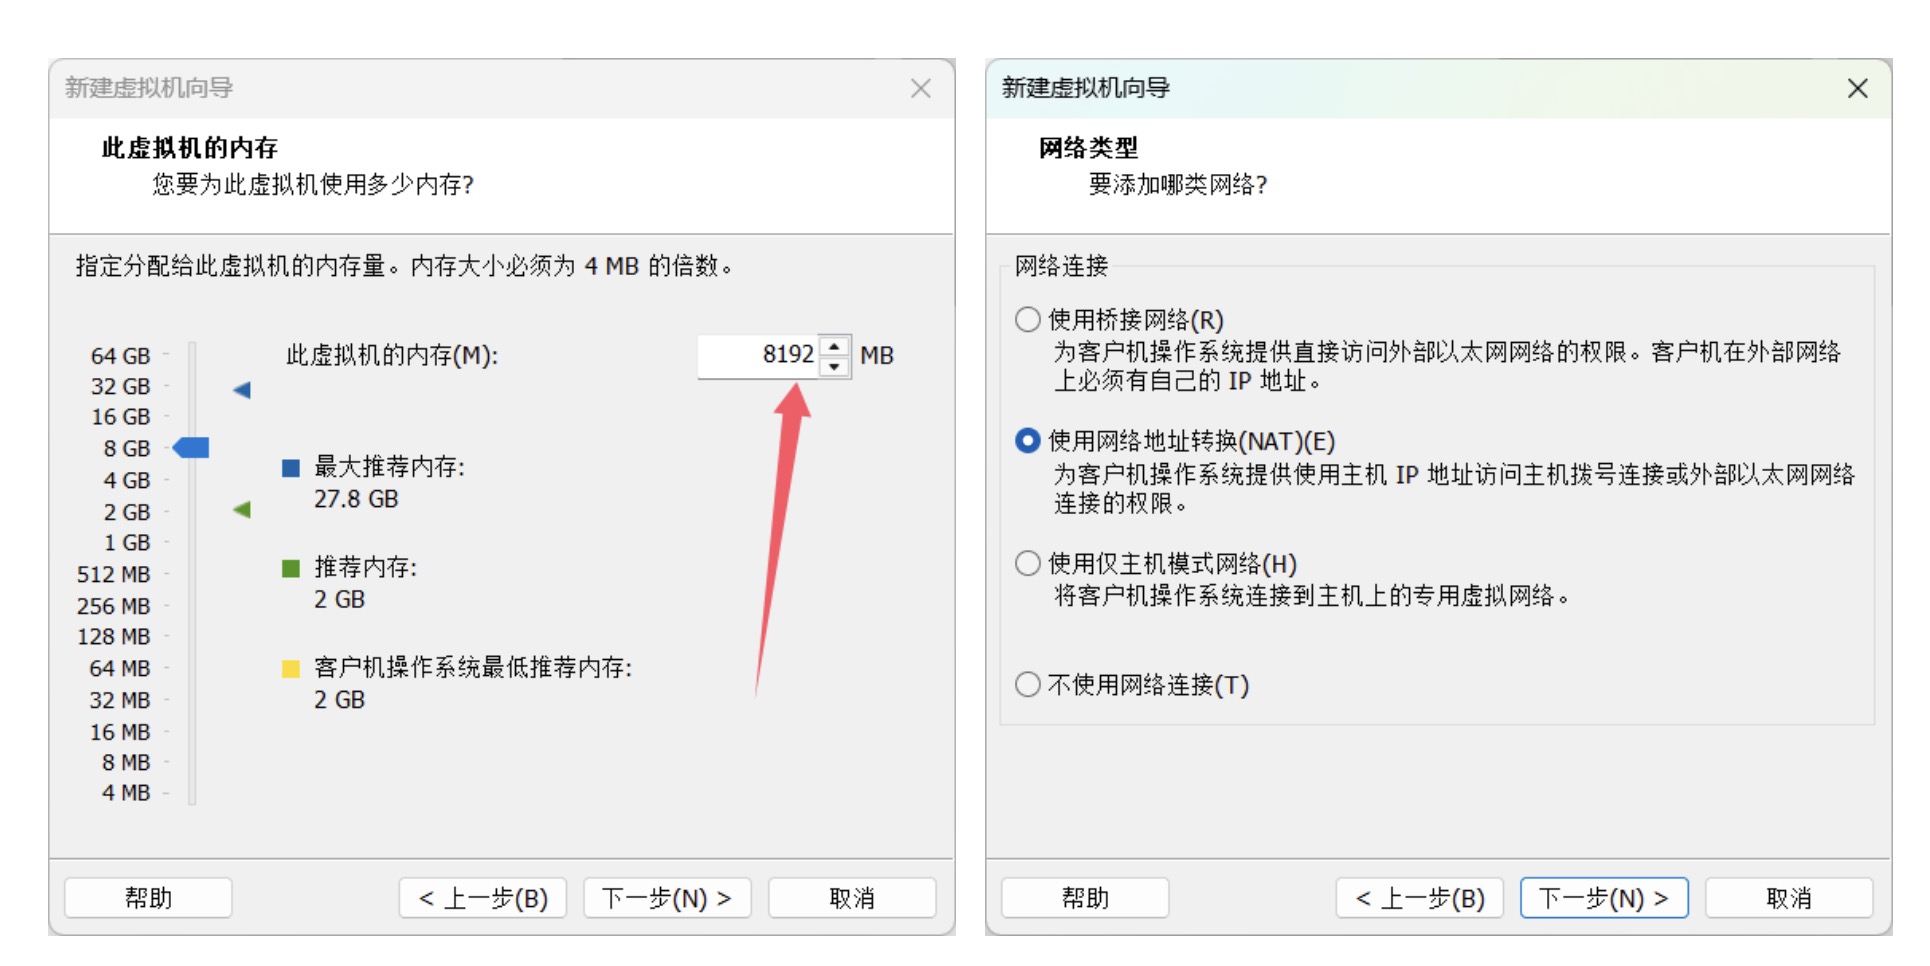 新建虚拟机向导
此虚拟机的内存
您要为此虚拟机使用多少内存?
指定分配给此虚拟机的内存量。内存大小必须为 4 MB 的倍数。
64 GB
32 GB
16 GB
8 GB
4 GB
2 GB
1 GB
512 MB
256 MB
128 MB
64 MB
32 MB
16 MB
8 MB
4 MB
此虚拟机的内存(M):
8192 MB
最大推荐内存:
27.8 GB
推荐内存:
2 GB
客户机操作系统最低推荐内存:
2 GB
帮助
< 上一步(B)
下一步(N) >
取消
新建虚拟机向导
网络类型
要添加哪类网络?
网络连接
使用桥接网络(R)
为客户机操作系统提供直接访问外部以太网网络的权限。客户机在外部网络
上必须有自己的 IP 地址。
使用网络地址转换(NAT)(E)
为客户机操作系统提供使用主机 IP 地址访问主机拨号连接或外部以太网网络
连接的权限。
使用仅主机模式网络(H)
将客户机操作系统连接到主机上的专用虚拟网络。
不使用网络连接(T)
帮助
< 上一步(B)
下一步(N) >
取消